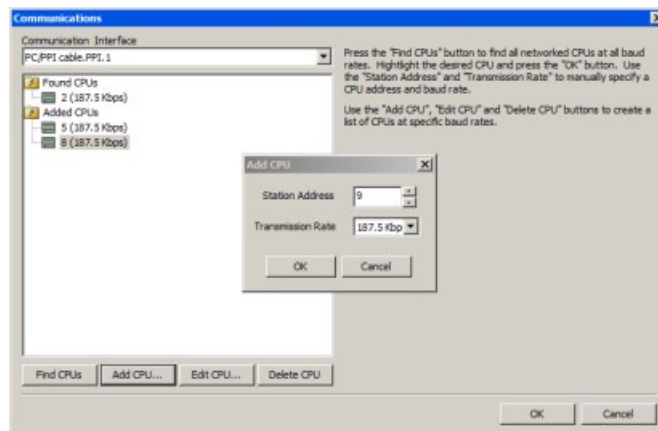 Communications
Communication Interface
PC/PPI cable.PPI.1
Found CPUs
2 (187.5 Kbps)
Added CPUs
5 (187.5 Kbps)
8 (187.5 Kbps)
Press the "Find CPUs" button to find all networked CPUs at all baud
rates. Highlight the desired CPU and press the "OK" button. Use
the "Station Address" and "Transmission Rate" to manually specify a
CPU address and baud rate.
Use the "Add CPU", "Edit CPU" and "Delete CPU" buttons to create a
list of CPUs at specific baud rates.
Add CPU
Station Address
9
Transmission Rate
187.5 Kbp
OK
Cancel
Find CPUs
Add CPU...
Edit CPU...
Delete CPU
OK
Cancel